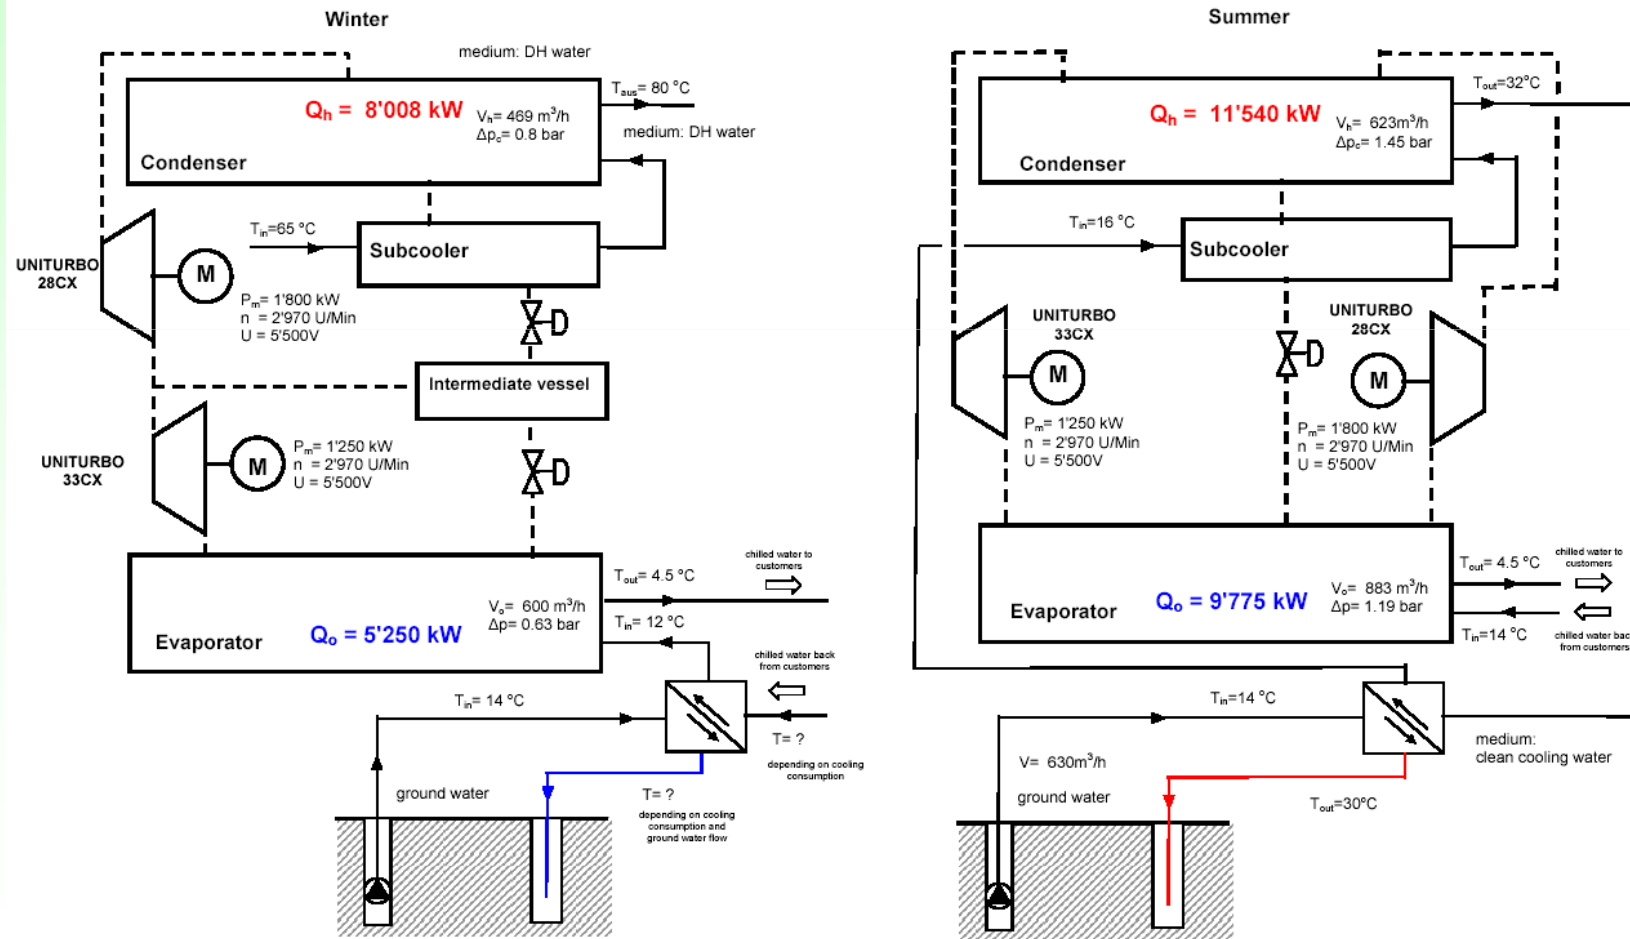 Winter
medium: DH water
Qh = 8'008 kW
Vh= 469 m³/h
Δpc= 0.8 bar
Taus= 80 °C
medium: DH water
Condenser
Tin=65 °C
Subcooler
UNITURBO
28CX
M
Pm= 1'800 kW
n = 2'970 U/Min
U = 5'500V
D
Intermediate vessel
UNITURBO
33CX
M
Pm= 1'250 kW
n = 2'970 U/Min
U = 5'500V
D
Evaporator
Qo = 5'250 kW
Vo= 600 m³/h
Δp= 0.63 bar
Tout= 4.5 °C
chilled water to
customers
Tin= 12 °C
chilled water back
from customers
Tin= 14 °C
T= ?
depending on cooling
consumption
ground water
T= ?
depending on cooling
consumption and
ground water flow
Summer
Qh = 11'540 kW
Vh= 623m³/h
Δpc= 1.45 bar
Tout=32°C
Condenser
Tin=16 °C
Subcooler
UNITURBO
33CX
M
Pm= 1'250 kW
n = 2'970 U/Min
U = 5'500V
D
UNITURBO
28CX
M
Pm= 1'800 kW
n = 2'970 U/Min
U = 5'500V
Evaporator
Qo = 9'775 kW
Vo= 883 m³/h
Δp= 1.19 bar
Tout= 4.5 °C
chilled water to
customers
Tin=14 °C
chilled water bac
from customers
Tin=14 °C
V= 630m³/h
ground water
medium:
clean cooling water
Tout=30°C